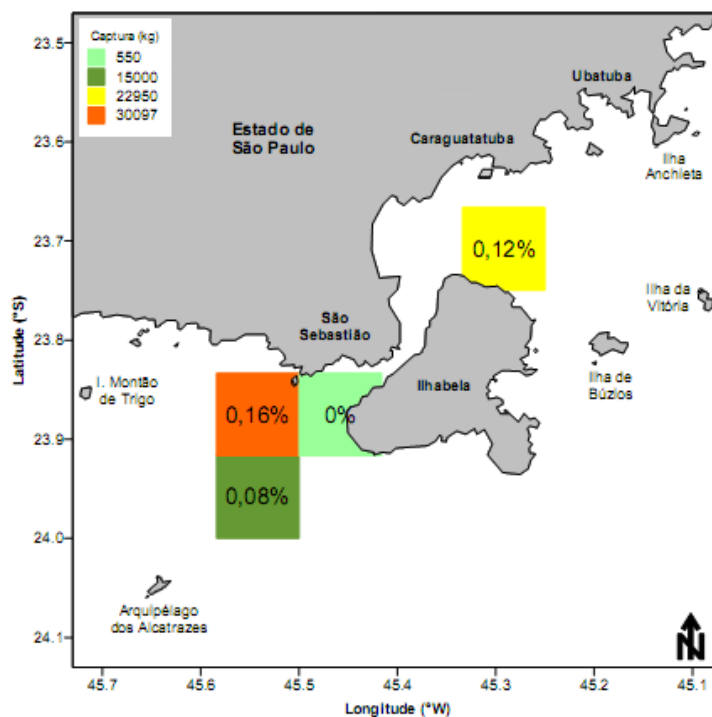 Captura (kg)
550
15000
22950
30097
Estado de
São Paulo
Ubatuba
Caraguatatuba
Ilha
Anchieta
0,12%
Ilha da
Vitória
São
Sebastião
I. Montão
de Trigo
Ilhabela
Ilha de
Búzios
0,16%
0%
0,08%
Arquipélago
dos Alcatrazes
N
23.5
23.6
23.7
23.8
23.9
24.0
24.1
Latitude (°S)
45.7
45.6
45.5
45.4
45.3
45.2
45.1
Longitude (°W)